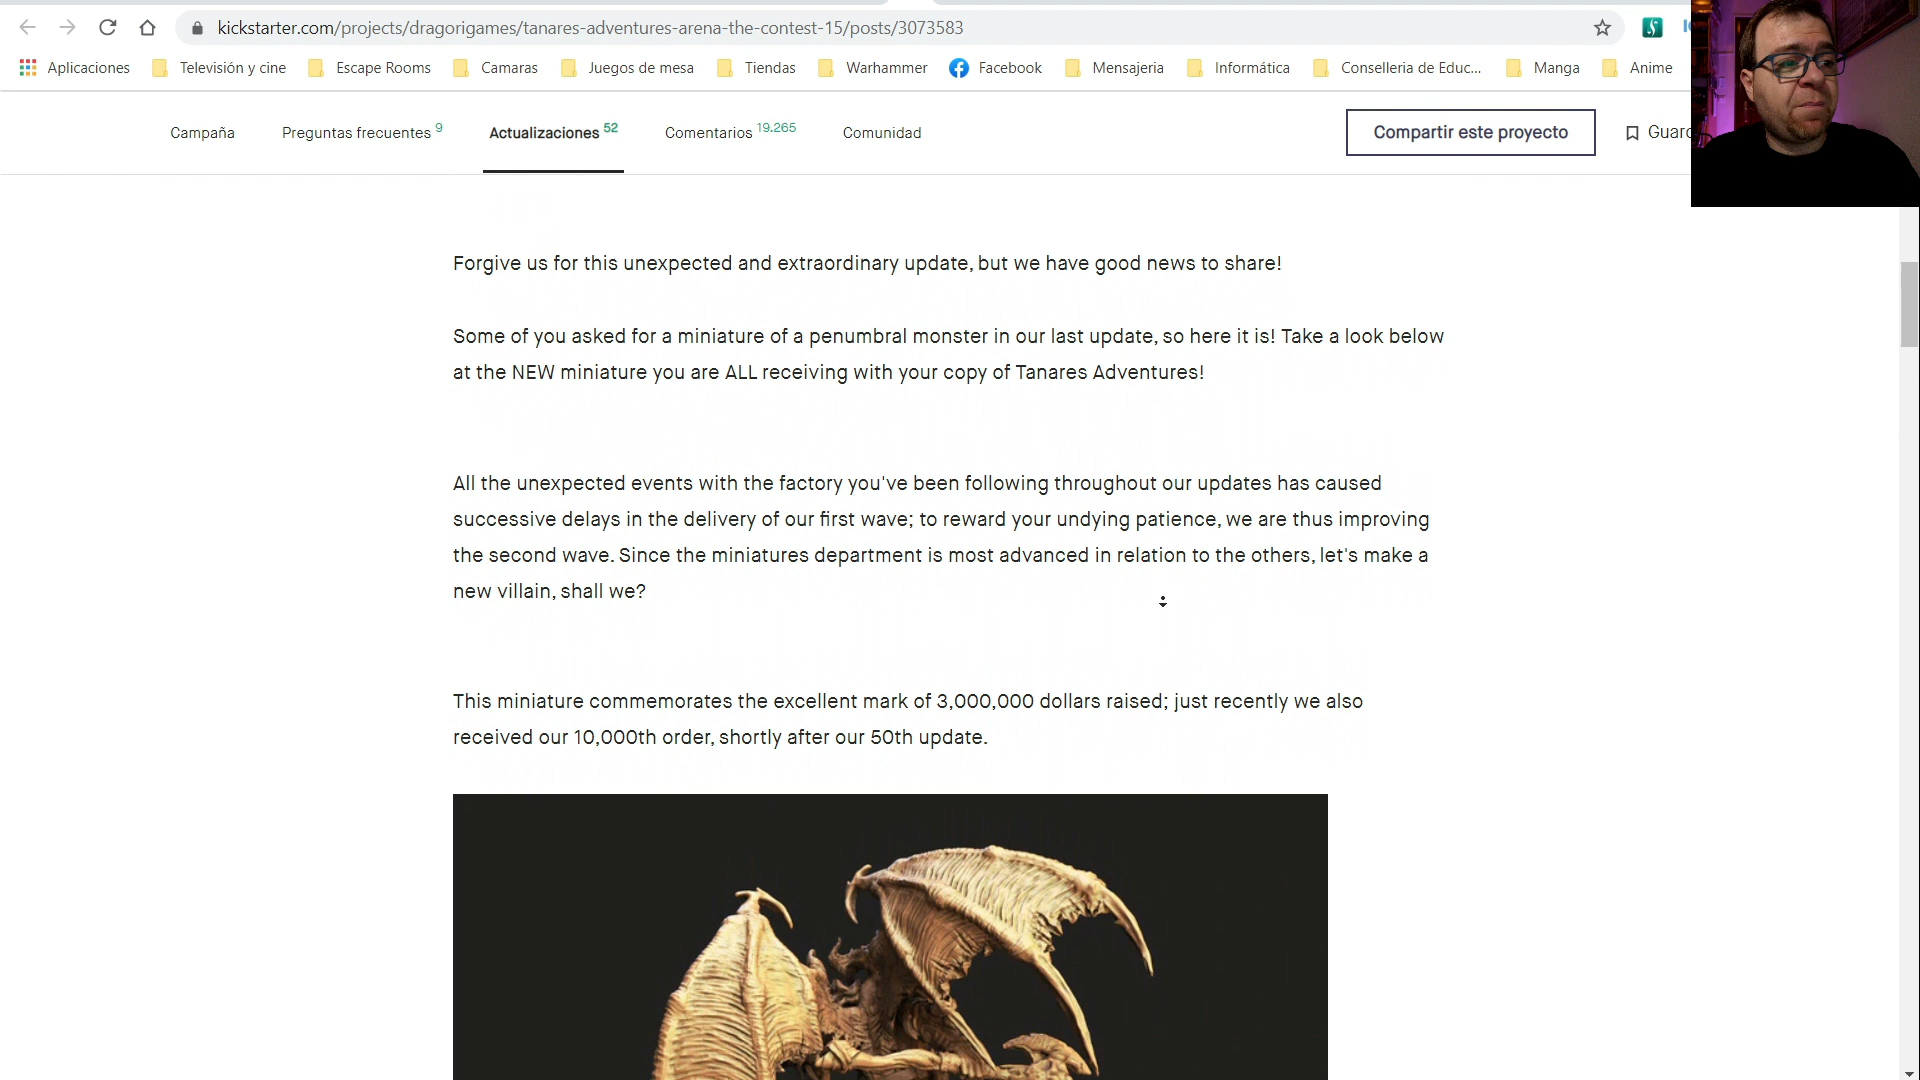 kickstarter.com/projects/dragorigames/tanares-adventures-arena-the-contest-15/posts/3073583
Aplicaciones Televisión y cine Escape Rooms Camaras Juegos de mesa Tiendas Warhammer Facebook Mensajeria Informática Conselleria de Educ... Manga Anime
Campaña Preguntas frecuentes 9 Actualizaciones 52 Comentarios 19.265 Comunidad Compartir este proyecto
Forgive us for this unexpected and extraordinary update, but we have good news to share!
Some of you asked for a miniature of a penumbral monster in our last update, so here it is! Take a look below
at the NEW miniature you are ALL receiving with your copy of Tanares Adventures!
All the unexpected events with the factory you've been following throughout our updates has caused
successive delays in the delivery of our first wave; to reward your undying patience, we are thus improving
the second wave. Since the miniatures department is most advanced in relation to the others, let's make a
new villain, shall we?
This miniature commemorates the excellent mark of 3,000,000 dollars raised; just recently we also
received our 10,000th order, shortly after our 50th update.